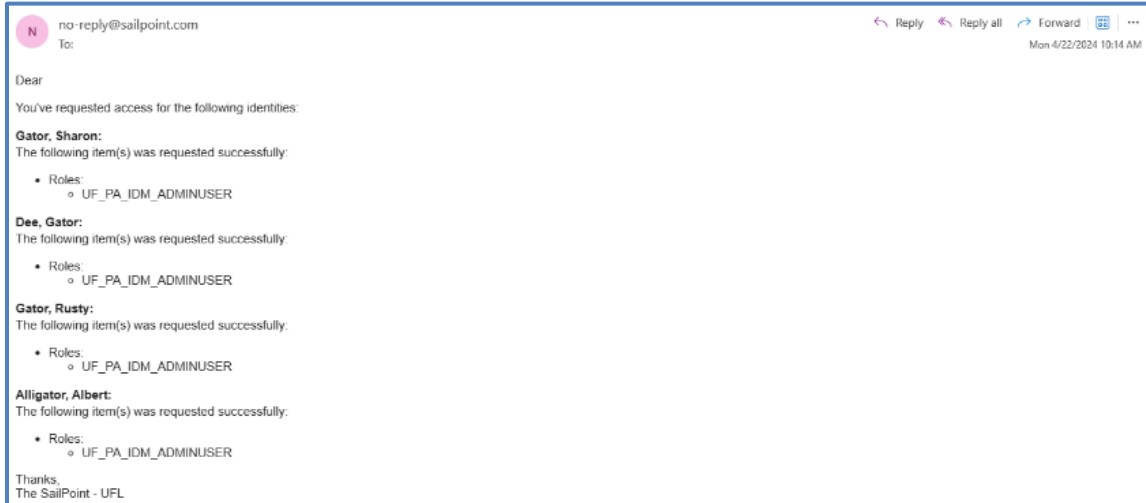 N
no-reply@sailpoint.com
Reply Reply all Forward
To:
Mon 4/22/2024 10:14 AM
Dear
You've requested access for the following identities:
Gator, Sharon:
The following item(s) was requested successfully:
• Roles:
o UF_PA_IDM_ADMINUSER
Dee, Gator:
The following item(s) was requested successfully:
• Roles:
o UF_PA_IDM_ADMINUSER
Gator, Rusty:
The following item(s) was requested successfully:
• Roles:
o UF_PA_IDM_ADMINUSER
Alligator, Albert:
The following item(s) was requested successfully:
• Roles:
o UF_PA_IDM_ADMINUSER
Thanks,
The SailPoint - UFL